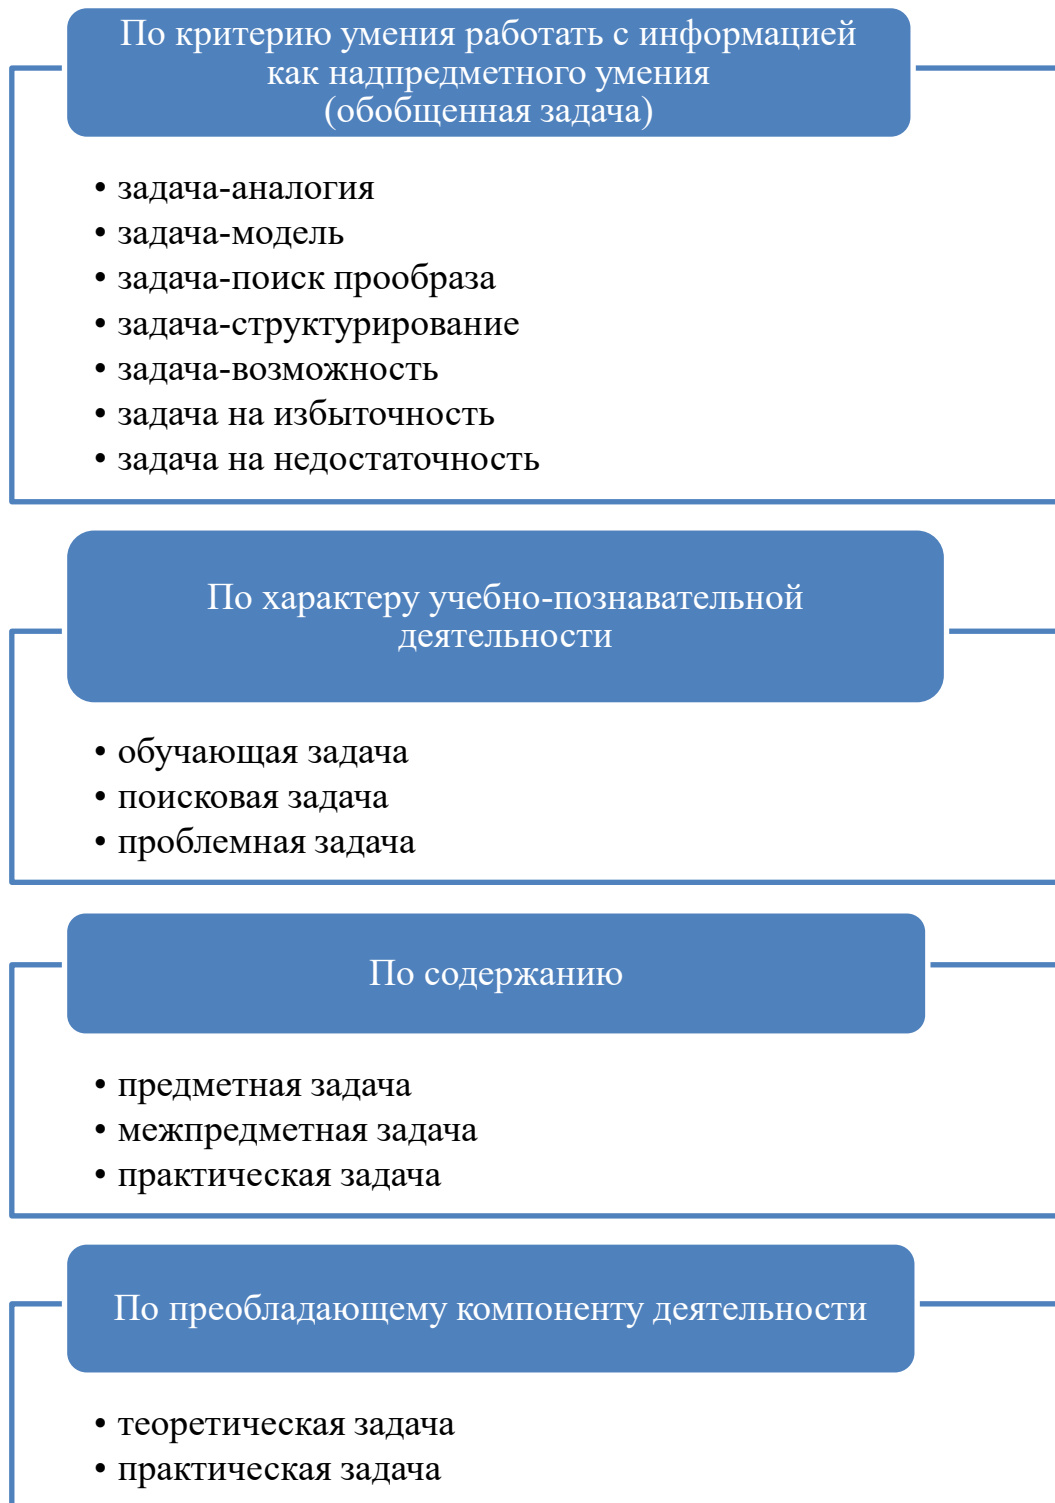 По критерию умения работать с информацией
как надпредметного умения
(обобщенная задача)
• задача-аналогия
• задача-модель
• задача-поиск прообраза
• задача-структурирование
• задача-возможность
• задача на избыточность
• задача на недостаточность
По характеру учебно-познавательной
деятельности
• обучающая задача
• поисковая задача
• проблемная задача
По содержанию
• предметная задача
• межпредметная задача
• практическая задача
По преобладающему компоненту деятельности
• теоретическая задача
• практическая задача